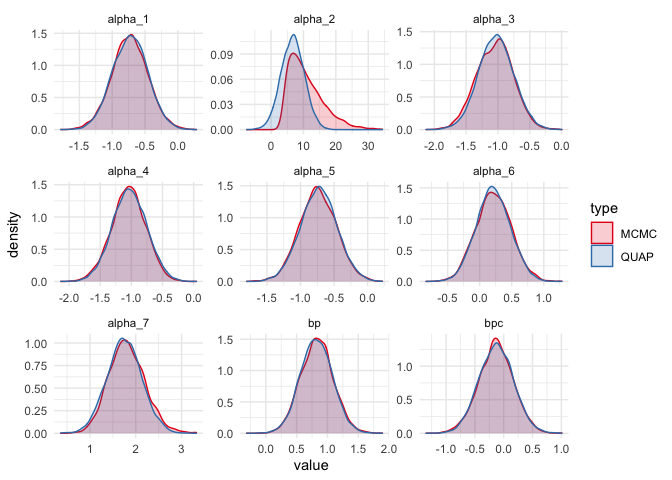 alpha_1 alpha_2 alpha_3
1.5
1.0
0.5
0.0
-1.5 -1.0 -0.5 0.0
0.09
0.06
0.03
0.00
0 10 20 30
1.5
1.0
0.5
0.0
-2.0 -1.5 -1.0 -0.5 0.0
alpha_4 alpha_5 alpha_6
1.5
1.0
0.5
0.0
-2.0 -1.5 -1.0 -0.5 0.0
1.5
1.0
0.5
0.0
-1.5 -1.0 -0.5 0.0
1.5
1.0
0.5
0.0
-0.5 0.0 0.5 1.0
alpha_7 bp bpc
1.00
0.75
0.50
0.25
0.00
1 2 3
1.5
1.0
0.5
0.0
0.0 0.5 1.0 1.5 2.0
1.0
0.5
0.0
-1.0 -0.5 0.0 0.5 1.0
density
value
type
MCMC
QUAP